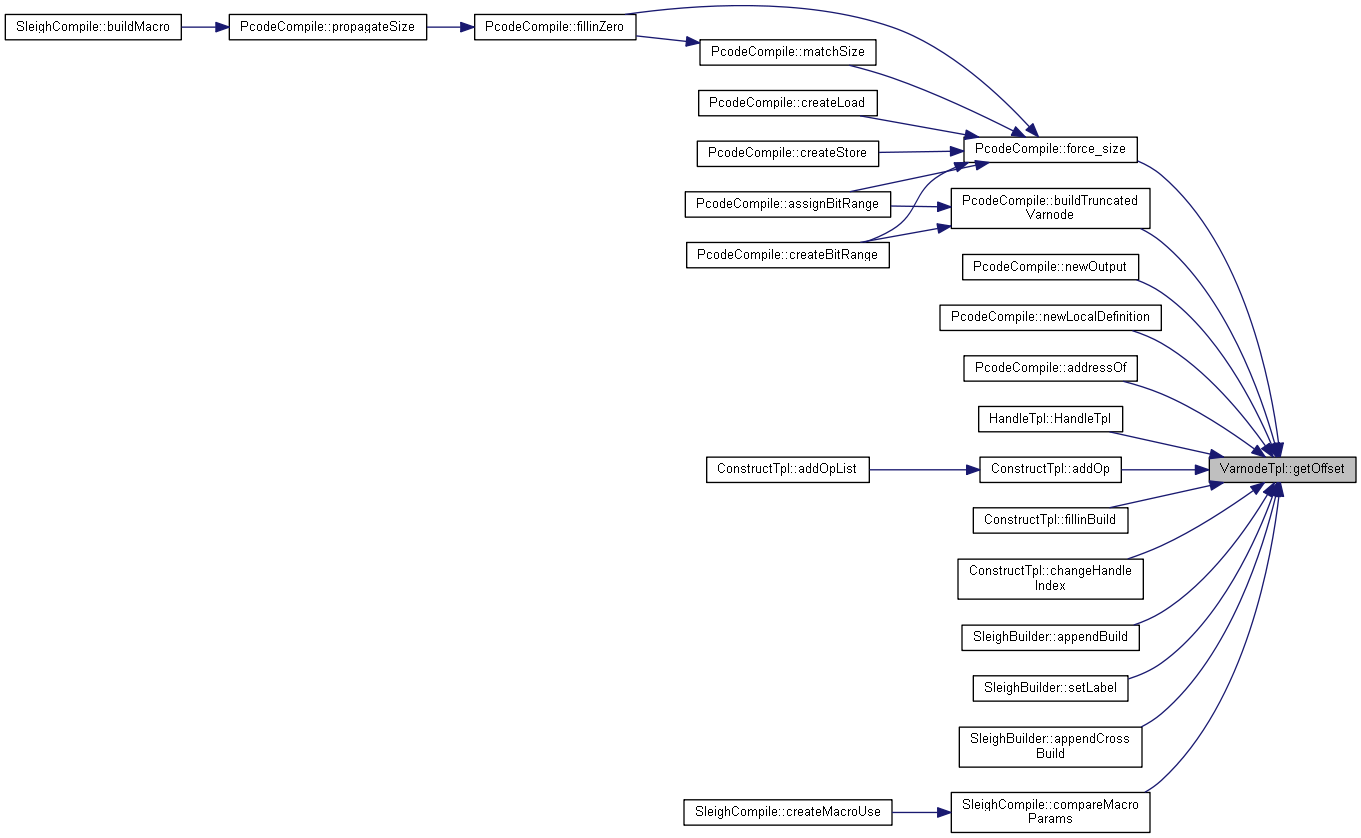 SleighCompile::buildMacro
PcodeCompile::propagateSize
PcodeCompile::fillinZero
PcodeCompile::matchSize
PcodeCompile::createLoad
PcodeCompile::createStore
PcodeCompile::force_size
PcodeCompile::assignBitRange
PcodeCompile::buildTruncated
Varnode
PcodeCompile::createBitRange
PcodeCompile::newOutput
PcodeCompile::newLocalDefinition
PcodeCompile::addressOf
HandleTpl::HandleTpl
ConstructTpl::addOpList
ConstructTpl::addOp
VarnodeTpl::getOffset
ConstructTpl::fillinBuild
ConstructTpl::changeHandle
Index
SleighBuilder::appendBuild
SleighBuilder::setLabel
SleighBuilder::appendCross
Build
SleighCompile::createMacroUse
SleighCompile::compareMacro
Params